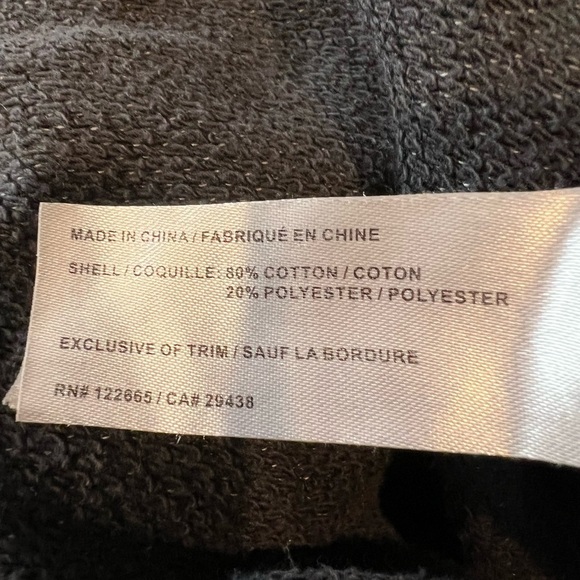 MADE IN CHINA / FABRIQUÉ EN CHINE
SHELL / COQUILLE: 80% COTTON / COTON
20% POLYESTER / POLYESTER
EXCLUSIVE OF TRIM / SAUF LA BORDURE
RN# 122665 / CA# 29438